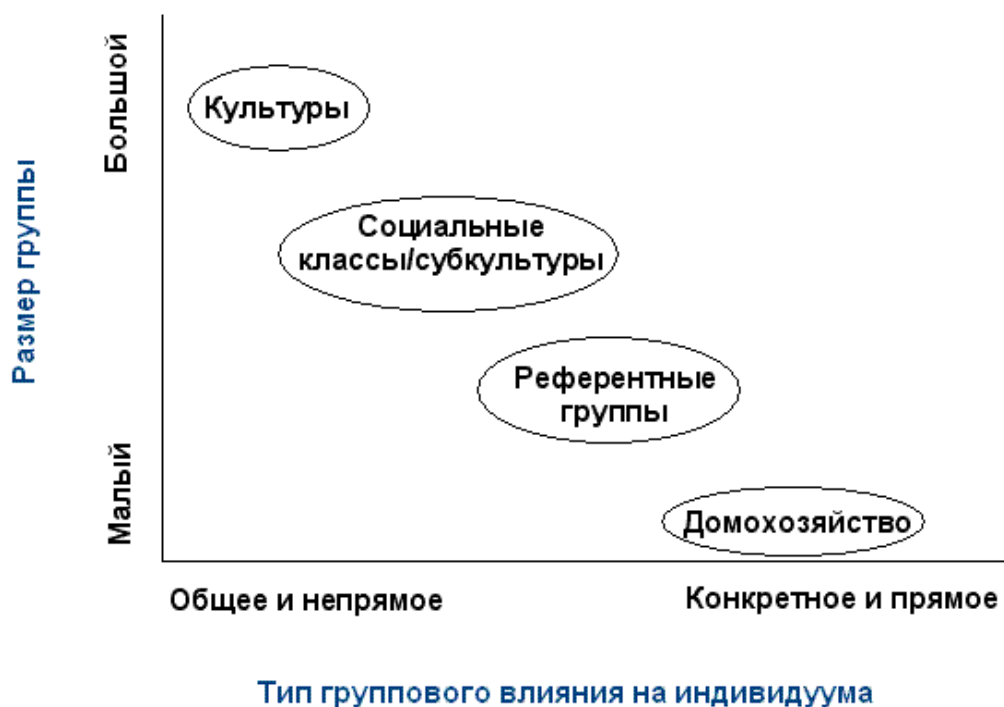 Большой
Культуры
Размер группы
Социальные
классы/субкультуры
Референтные
группы
Малый
Домохозяйство
Общее и непрямое
Конкретное и прямое
Тип группового влияния на индивидуума